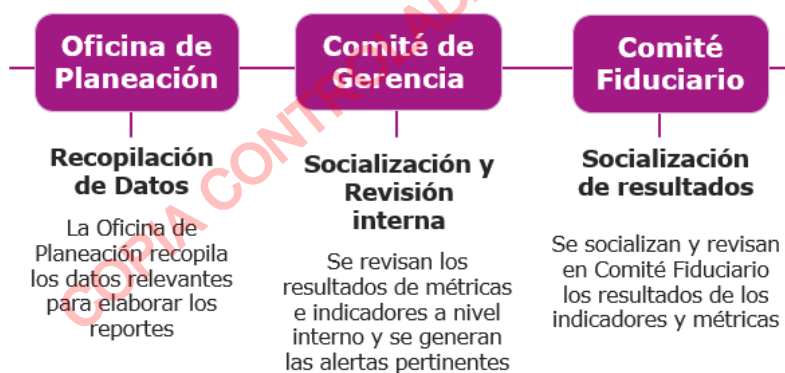 Oficina de
Planeación
Recopilación
de Datos
La Oficina de
Planeación recopila
los datos relevantes
para elaborar los
reportes
Comité de
Gerencia
Socialización y
Revisión
interna
Se revisan los
resultados de métricas
e indicadores a nivel
interno y se generan
las alertas pertinentes
Comité
Fiduciario
Socialización
de resultados
Se socializan y revisan
en Comité Fiduciario
los resultados de los
indicadores y métricas
COPIA CONTROLADA